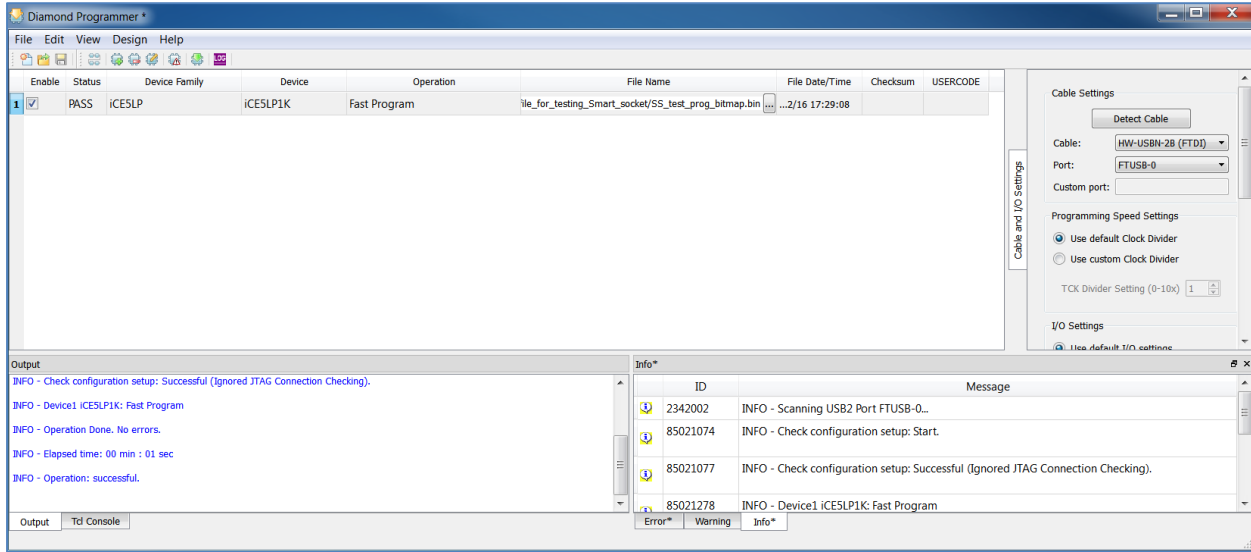 Diamond Programmer *
File Edit View Design Help
LOG
Enable Status Device Family Device Operation File Name File Date/Time Checksum USERCODE
1 PASS iCE5LP iCE5LP1K Fast Program file_for_testing_Smart_socket/SS_test_prog_bitmap.bin ... ...2/16 17:29:08
Cable and I/O Settings
Cable Settings
Detect Cable
Cable: HW-USBN-2B (FTDI)
Port: FTUSB-0
Custom port:
Programming Speed Settings
Use default Clock Divider
Use custom Clock Divider
TCK Divider Setting (0-10x) 1
I/O Settings
Use default I/O settings
Output
INFO - Check configuration setup: Successful (Ignored JTAG Connection Checking).
INFO - Device1 iCE5LP1K: Fast Program
INFO - Operation Done. No errors.
INFO - Elapsed time: 00 min : 01 sec
INFO - Operation: successful.
Output Tcl Console
Info*
ID Message
2342002 INFO - Scanning USB2 Port FTUSB-0...
85021074 INFO - Check configuration setup: Start.
85021077 INFO - Check configuration setup: Successful (Ignored JTAG Connection Checking).
85021278 INFO - Device1 iCE5LP1K: Fast Program
Error* Warning Info*